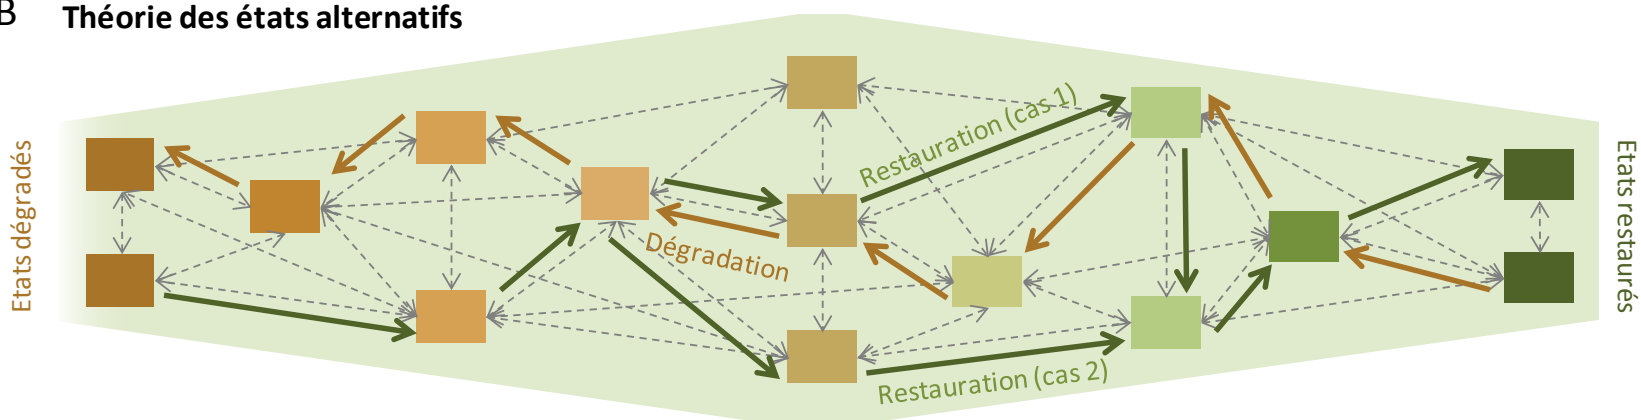 B
Théorie des états alternatifs
Etats dégradés
Dégradation
Restauration (cas 1)
Restauration (cas 2)
Etats restaurés